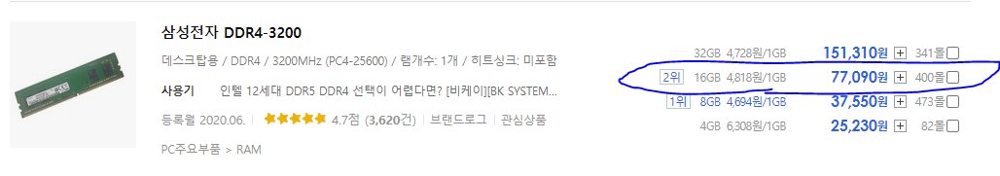 삼성전자 DDR4-3200
데스크탑용 / DDR4 / 3200MHz (PC4-25600) / 램개수: 1개 / 히트싱크: 미포함
사용기 인텔 12세대 DDR5 DDR4 선택이 어렵다면? [비케이][BK SYSTEM...
등록월 2020.06. 4.7점 (3,620건) 브랜드로그 관심상품
PC주요부품 > RAM
32GB 4,728원/1GB 151,310원 341몰
2위 16GB 4,818원/1GB 77,090원 400몰
1위 8GB 4,694원/1GB 37,550원 473몰
4GB 6,308원/1GB 25,230원 82몰